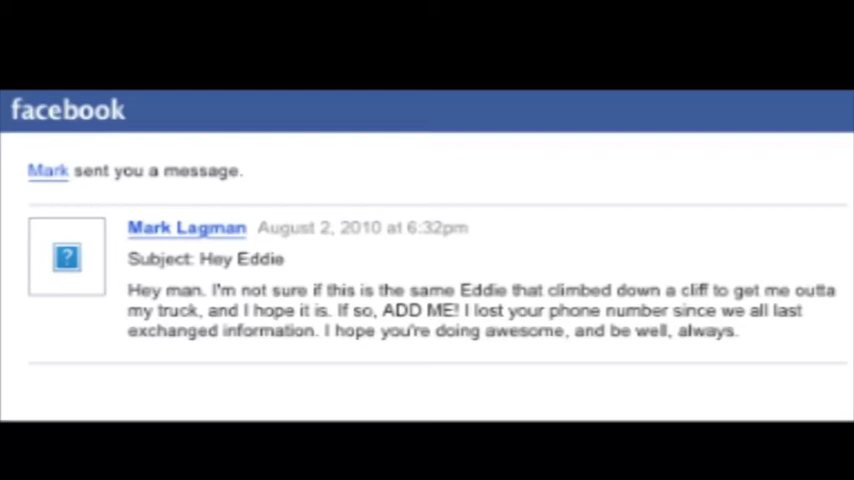 facebook
Mark sent you a message.
Mark Lagman August 2, 2010 at 6:32pm
?
Subject: Hey Eddie
Hey man. I'm not sure if this is the same Eddie that climbed down a cliff to get me outta
my truck, and I hope it is. If so, ADD ME! I lost your phone number since we all last
exchanged information. I hope you're doing awesome, and be well, always.